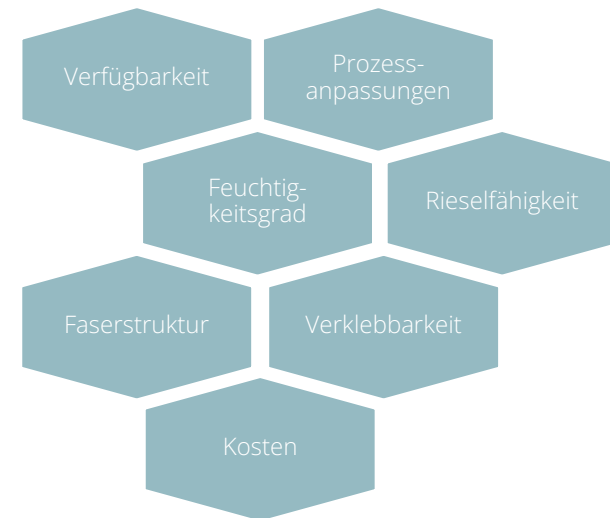 Verfügbarkeit
Prozess-
anpassungen
Feuchtig-
keitsgrad
Rieselfähigkeit
Faserstruktur
Verklebbarkeit
Kosten